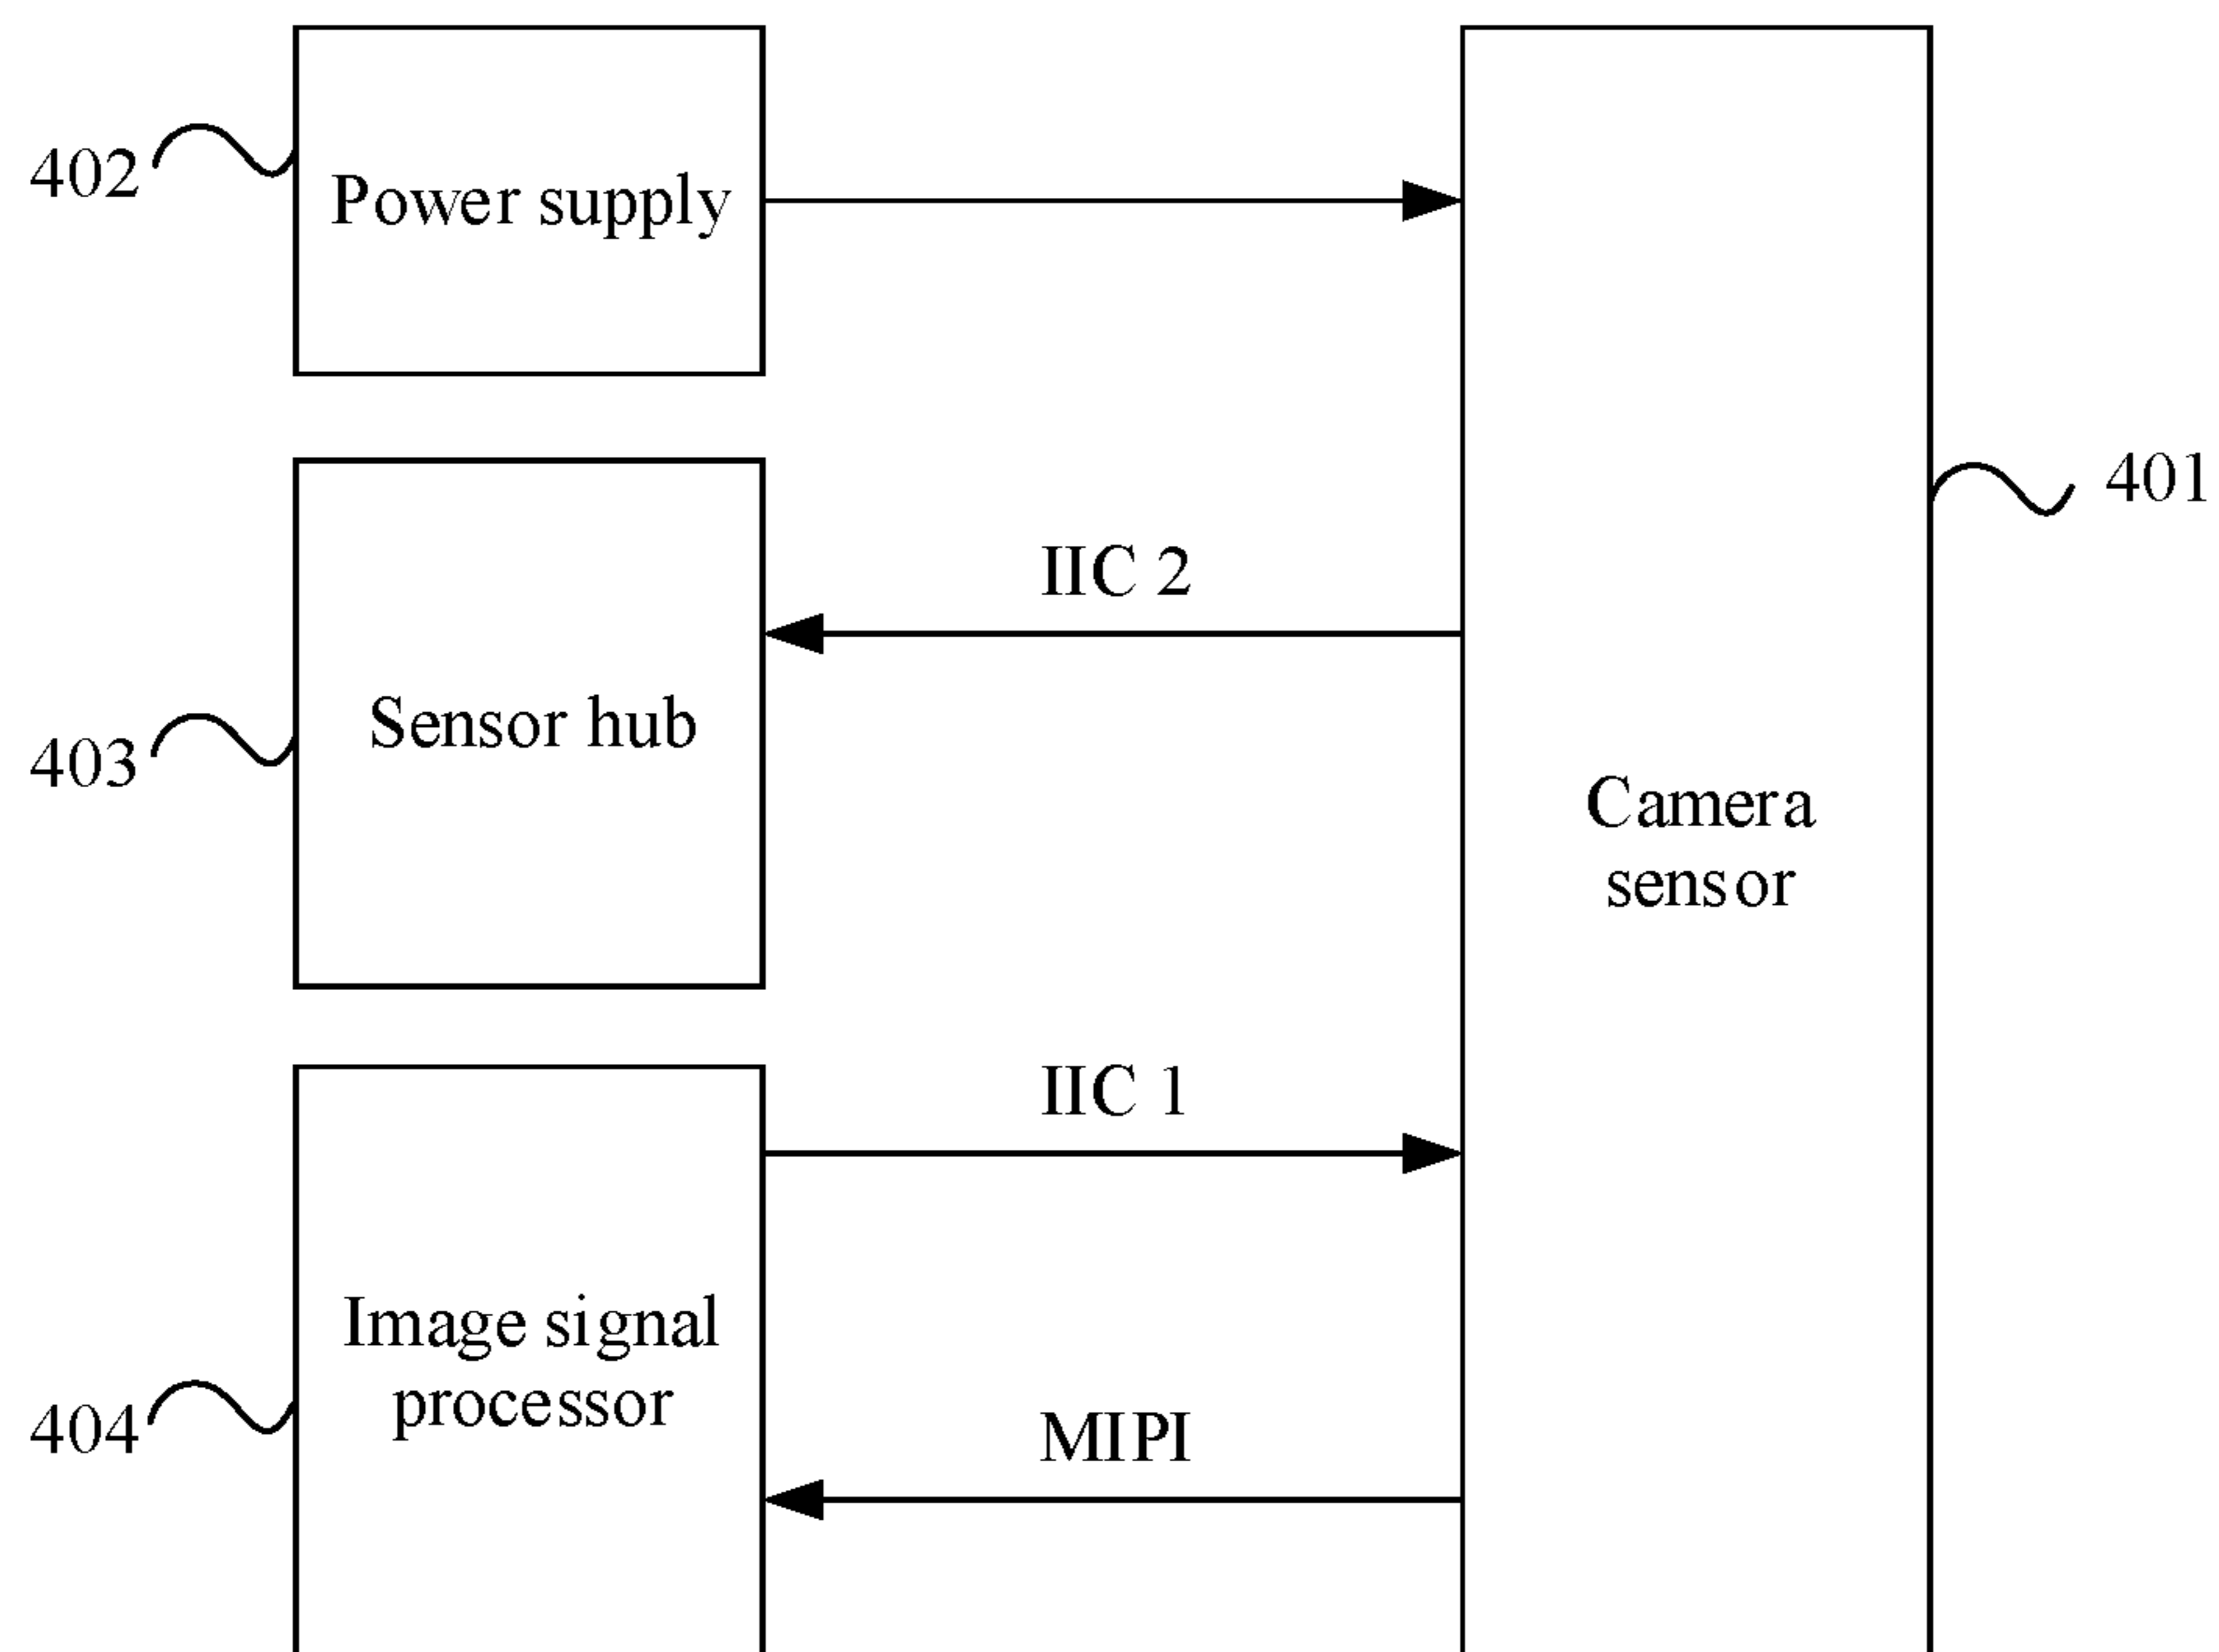 402
Power supply
401
IIC 2
Sensor hub
403
Camera
sensor
IIC 1
Image signal
processor
404
MIPI